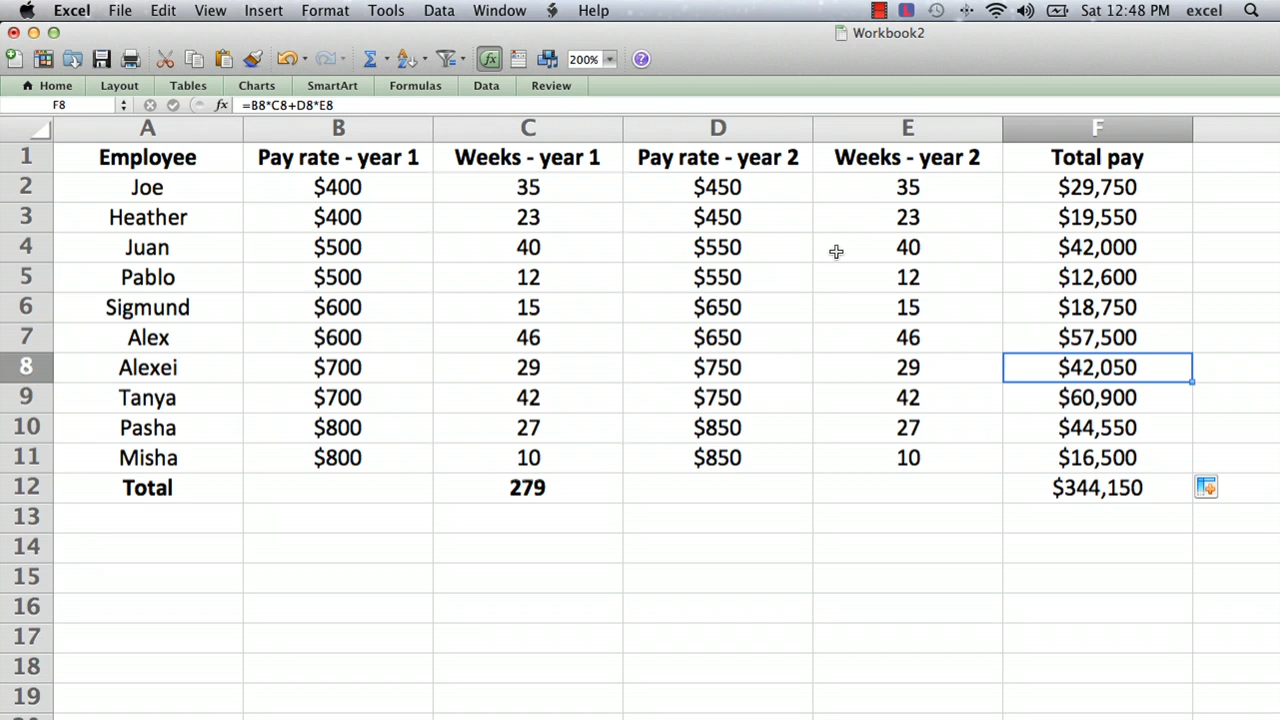 Excel File Edit View Insert Format Tools Data Window Help Sat 12:48 PM excel
Workbook2
200%
Home Layout Tables Charts SmartArt Formulas Data Review
F8 fx =B8*C8+D8*E8
A B C D E F
1 Employee Pay rate - year 1 Weeks - year 1 Pay rate - year 2 Weeks - year 2 Total pay
2 Joe $400 35 $450 35 $29,750
3 Heather $400 23 $450 23 $19,550
4 Juan $500 40 $550 40 $42,000
5 Pablo $500 12 $550 12 $12,600
6 Sigmund $600 15 $650 15 $18,750
7 Alex $600 46 $650 46 $57,500
8 Alexei $700 29 $750 29 $42,050
9 Tanya $700 42 $750 42 $60,900
10 Pasha $800 27 $850 27 $44,550
11 Misha $800 10 $850 10 $16,500
12 Total 279 $344,150
13
14
15
16
17
18
19